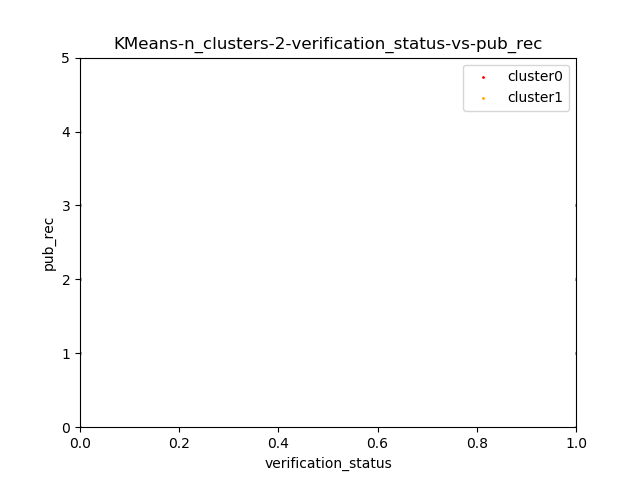 KMeans-n_clusters-2-verification_status-vs-pub_rec
cluster0
cluster1
5
4
3
2
1
0
pub_rec
0.0 0.2 0.4 0.6 0.8 1.0
verification_status